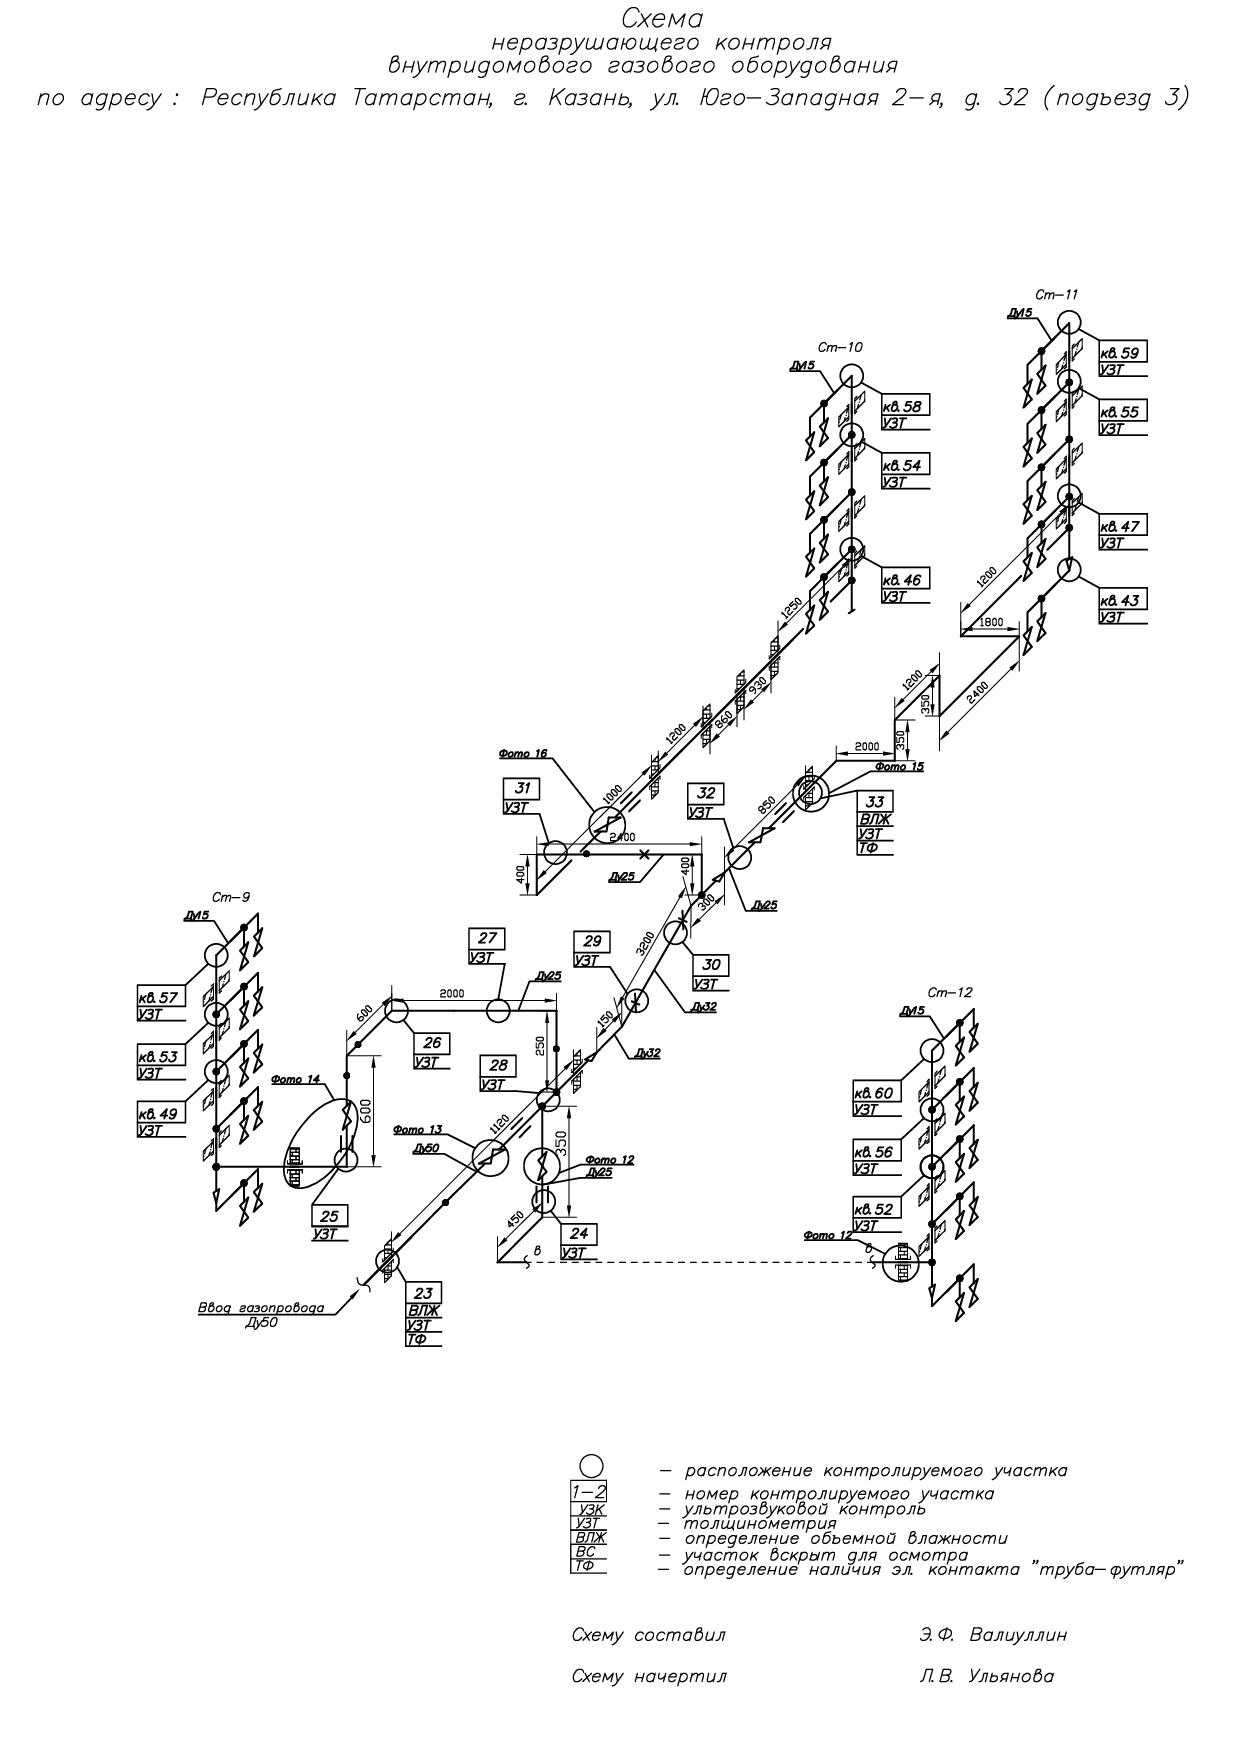 Схема
неразрушающего контроля
внутридомового газового оборудования
по адресу : Республика Татарстан, г. Казань, ул. Юго-Западная 2-я, д. 32 (подъезд 3)
Ст-11
Ду15
кв.59
УЗТ
кв.55
УЗТ
кв.47
УЗТ
кв.43
УЗТ
1200
1800
2400
1200
350
350
2000
Ст-10
Ду15
кв.58
УЗТ
кв.54
УЗТ
кв.46
УЗТ
1250
930
860
1200
1000
Фото 16
31
УЗТ
2400
400
Ду25
400
32
УЗТ
850
Фото 15
33
ВЛЖ
УЗТ
ТФ
Ду25
300
3200
30
УЗТ
29
УЗТ
Ду32
150
Ду32
Ст-9
Ду15
кв.57
УЗТ
кв.53
УЗТ
кв.49
УЗТ
27
УЗТ
Ду25
2000
600
26
УЗТ
250
28
УЗТ
Фото 14
600
25
УЗТ
Фото 13
Ду50
1120
350
Фото 12
Ду25
450
24
УЗТ
в
23
ВЛЖ
УЗТ
ТФ
Ввод газопровода
Ду50
Ст-12
Ду15
кв.60
УЗТ
кв.56
УЗТ
кв.52
УЗТ
Фото 12
в
– расположение контролируемого участка
1-2 – номер контролируемого участка
УЗК – ультрозвуковой контроль
УЗТ – толщинометрия
ВЛЖ – определение объемной влажности
ВС – участок вскрыт для осмотра
ТФ – определение наличия эл. контакта "труба-футляр"
Схему составил Э.Ф. Валиуллин
Схему начертил Л.В. Ульянова